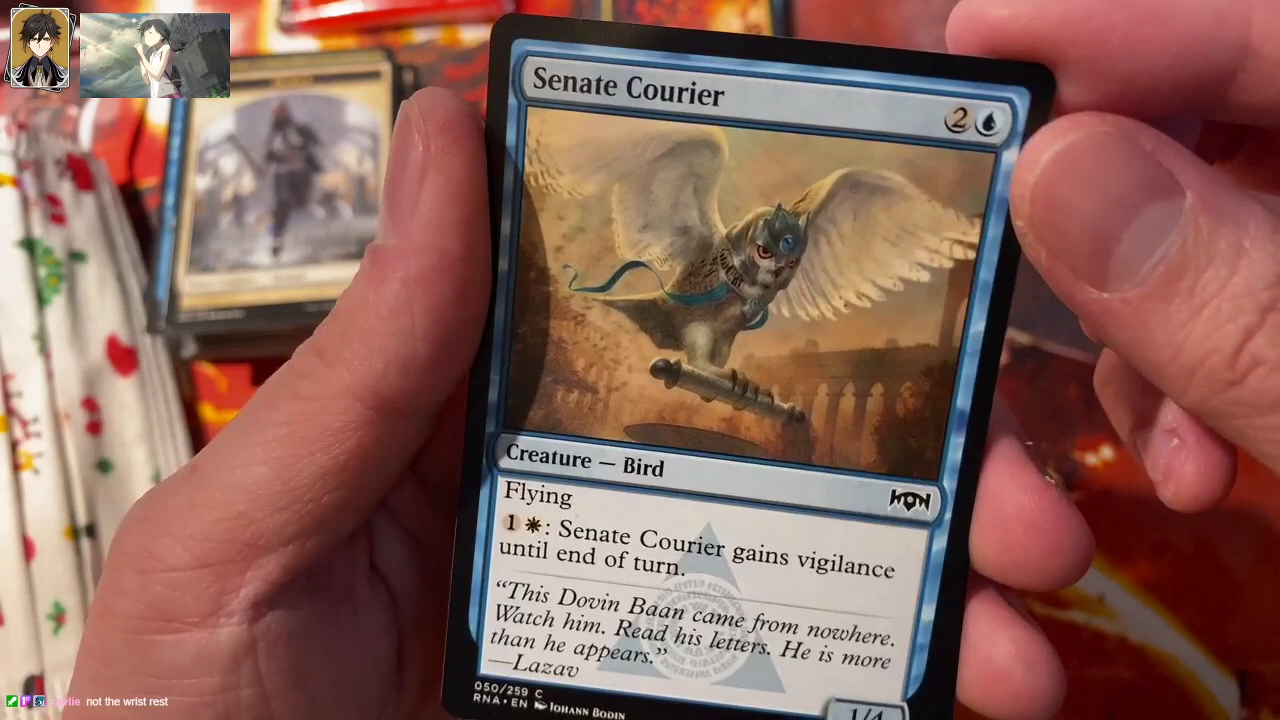 Senate Courier
2
Creature — Bird
Flying
1 : Senate Courier gains vigilance
until end of turn.
“This Dovin Baan came from nowhere.
Watch him. Read his letters. He is more
than he appears.”
—Lazav
050/259 C
RNA • EN JOHANN BODIN
1/4
not the wrist rest